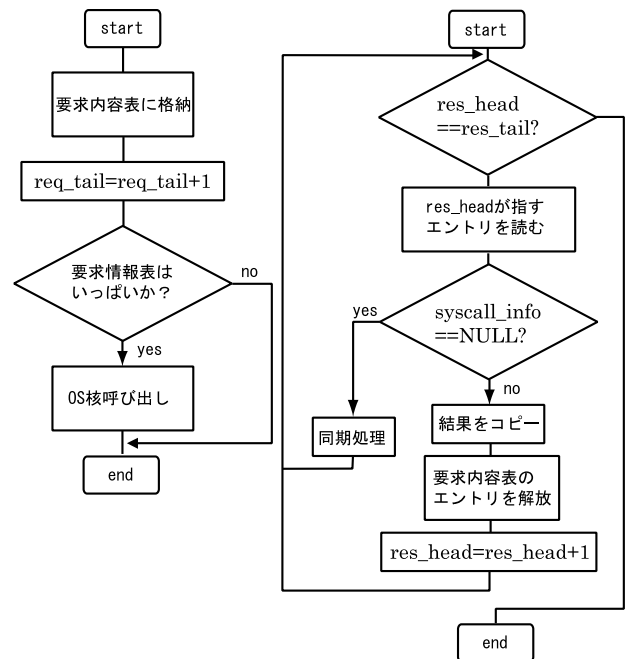 start
要求内容表に格納
req_tail=req_tail+1
要求情報表は
いっぱいか？
no
yes
OS核呼び出し
end
start
res_head
==res_tail?
res_headが指す
エントリを読む
syscall_info
==NULL?
yes
no
同期処理
結果をコピー
要求内容表の
エントリを解放
res_head=res_head+1
end